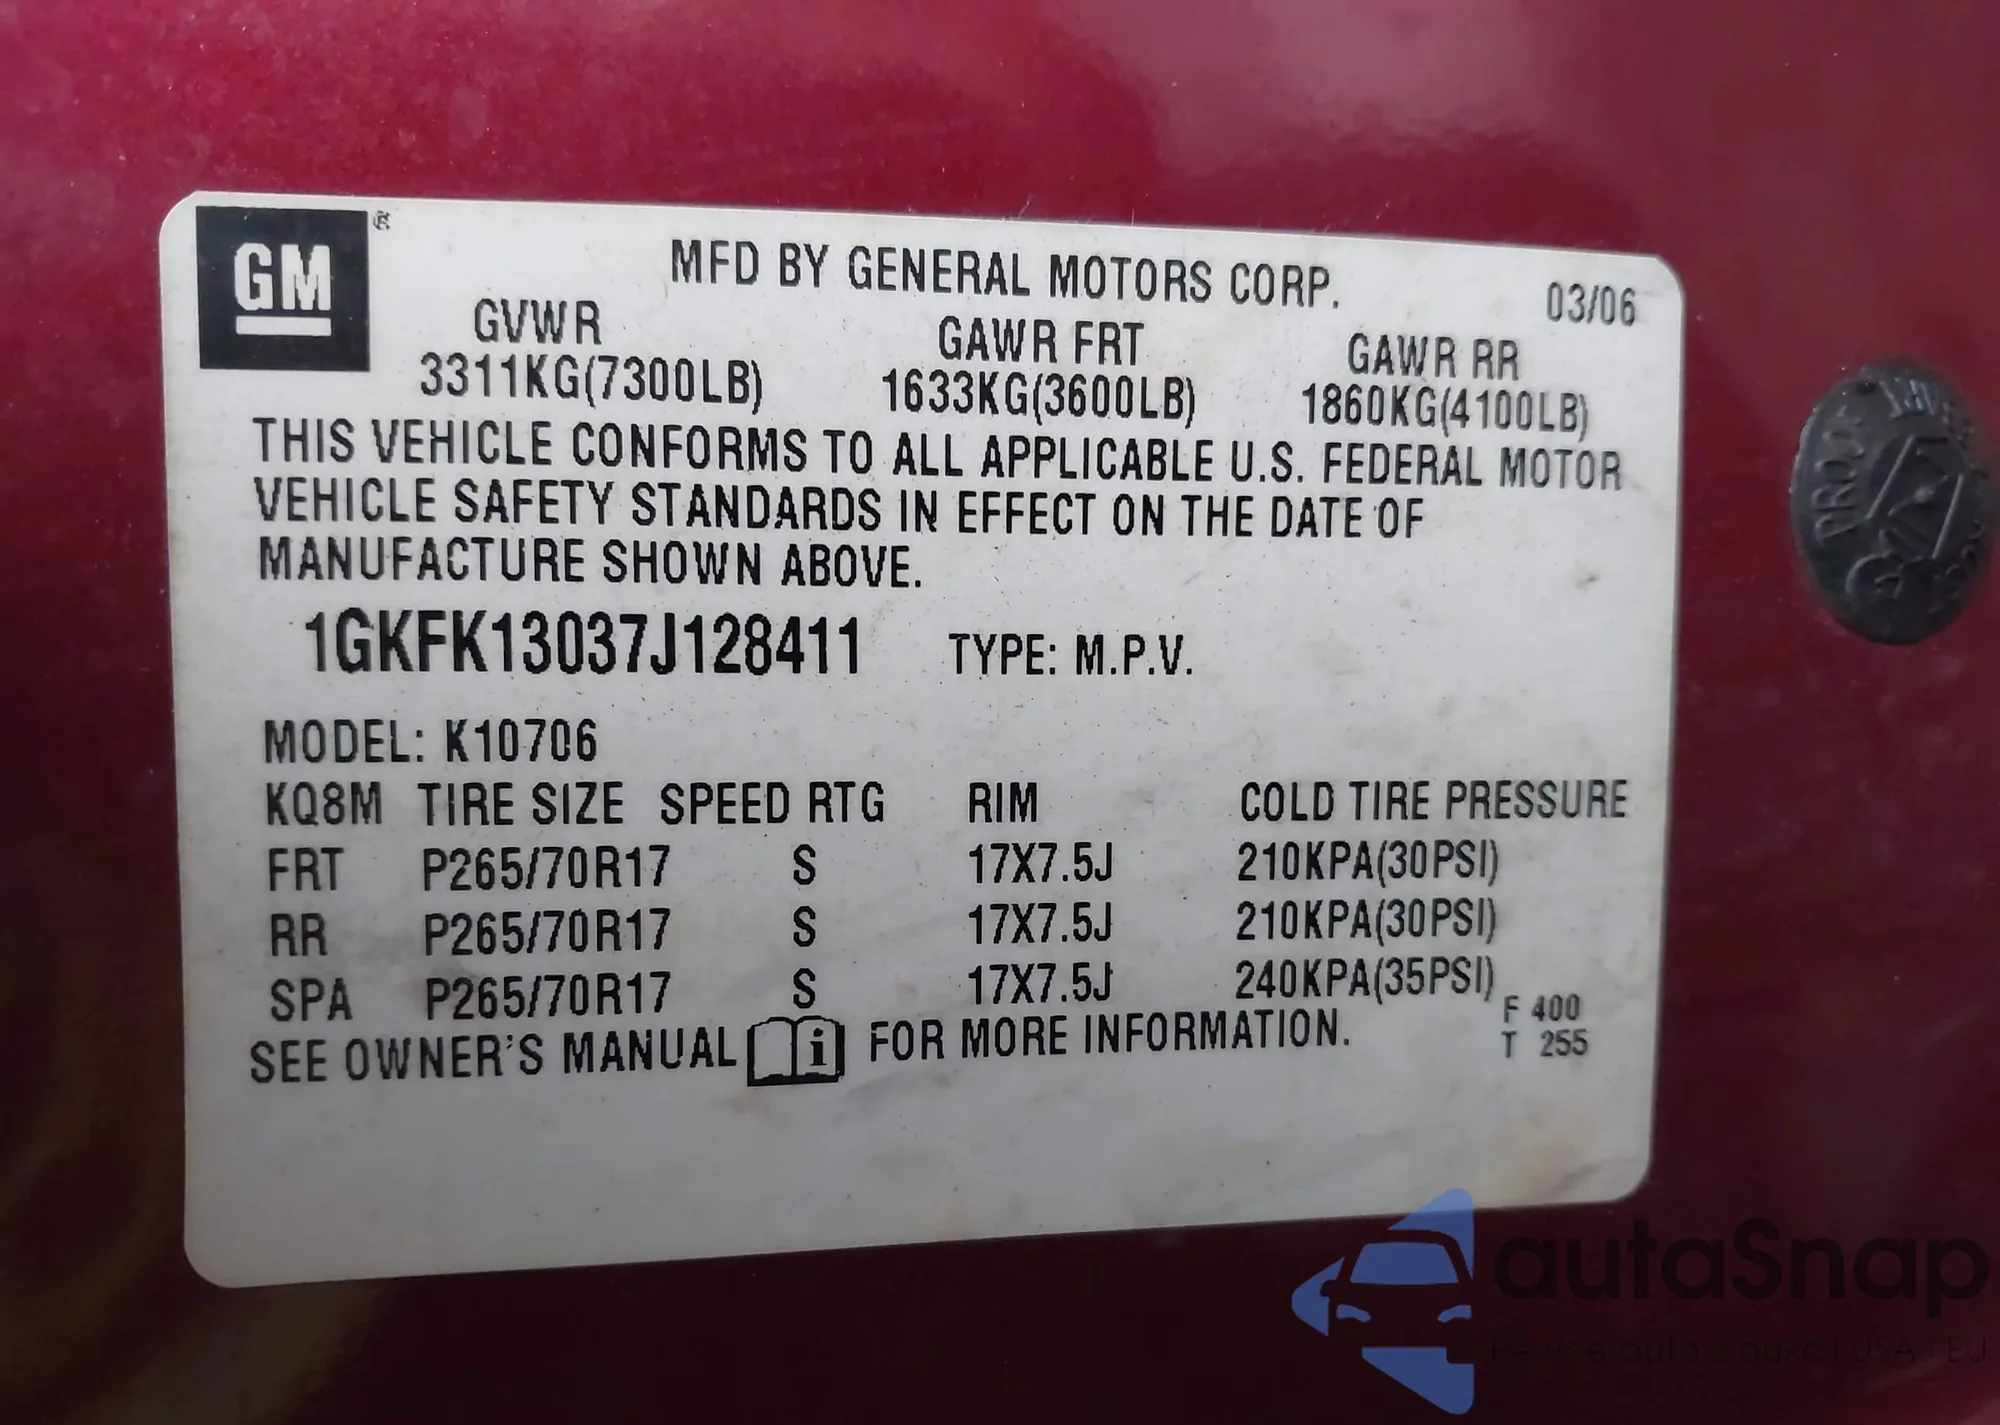 GM ®
MFD BY GENERAL MOTORS CORP. 03/06
GVWR GAWR FRT GAWR RR
3311KG(7300LB) 1633KG(3600LB) 1860KG(4100LB)
THIS VEHICLE CONFORMS TO ALL APPLICABLE U.S. FEDERAL MOTOR
VEHICLE SAFETY STANDARDS IN EFFECT ON THE DATE OF
MANUFACTURE SHOWN ABOVE.
1GKFK13037J128411 TYPE: M.P.V.
MODEL: K10706
KQ8M TIRE SIZE SPEED RTG RIM COLD TIRE PRESSURE
FRT P265/70R17 S 17X7.5J 210KPA(30PSI)
RR P265/70R17 S 17X7.5J 210KPA(30PSI)
SPA P265/70R17 S 17X7.5J 240KPA(35PSI)
F 400
SEE OWNER'S MANUAL i FOR MORE INFORMATION.
T 255
autaSnap
auta z aukcji USA i EU